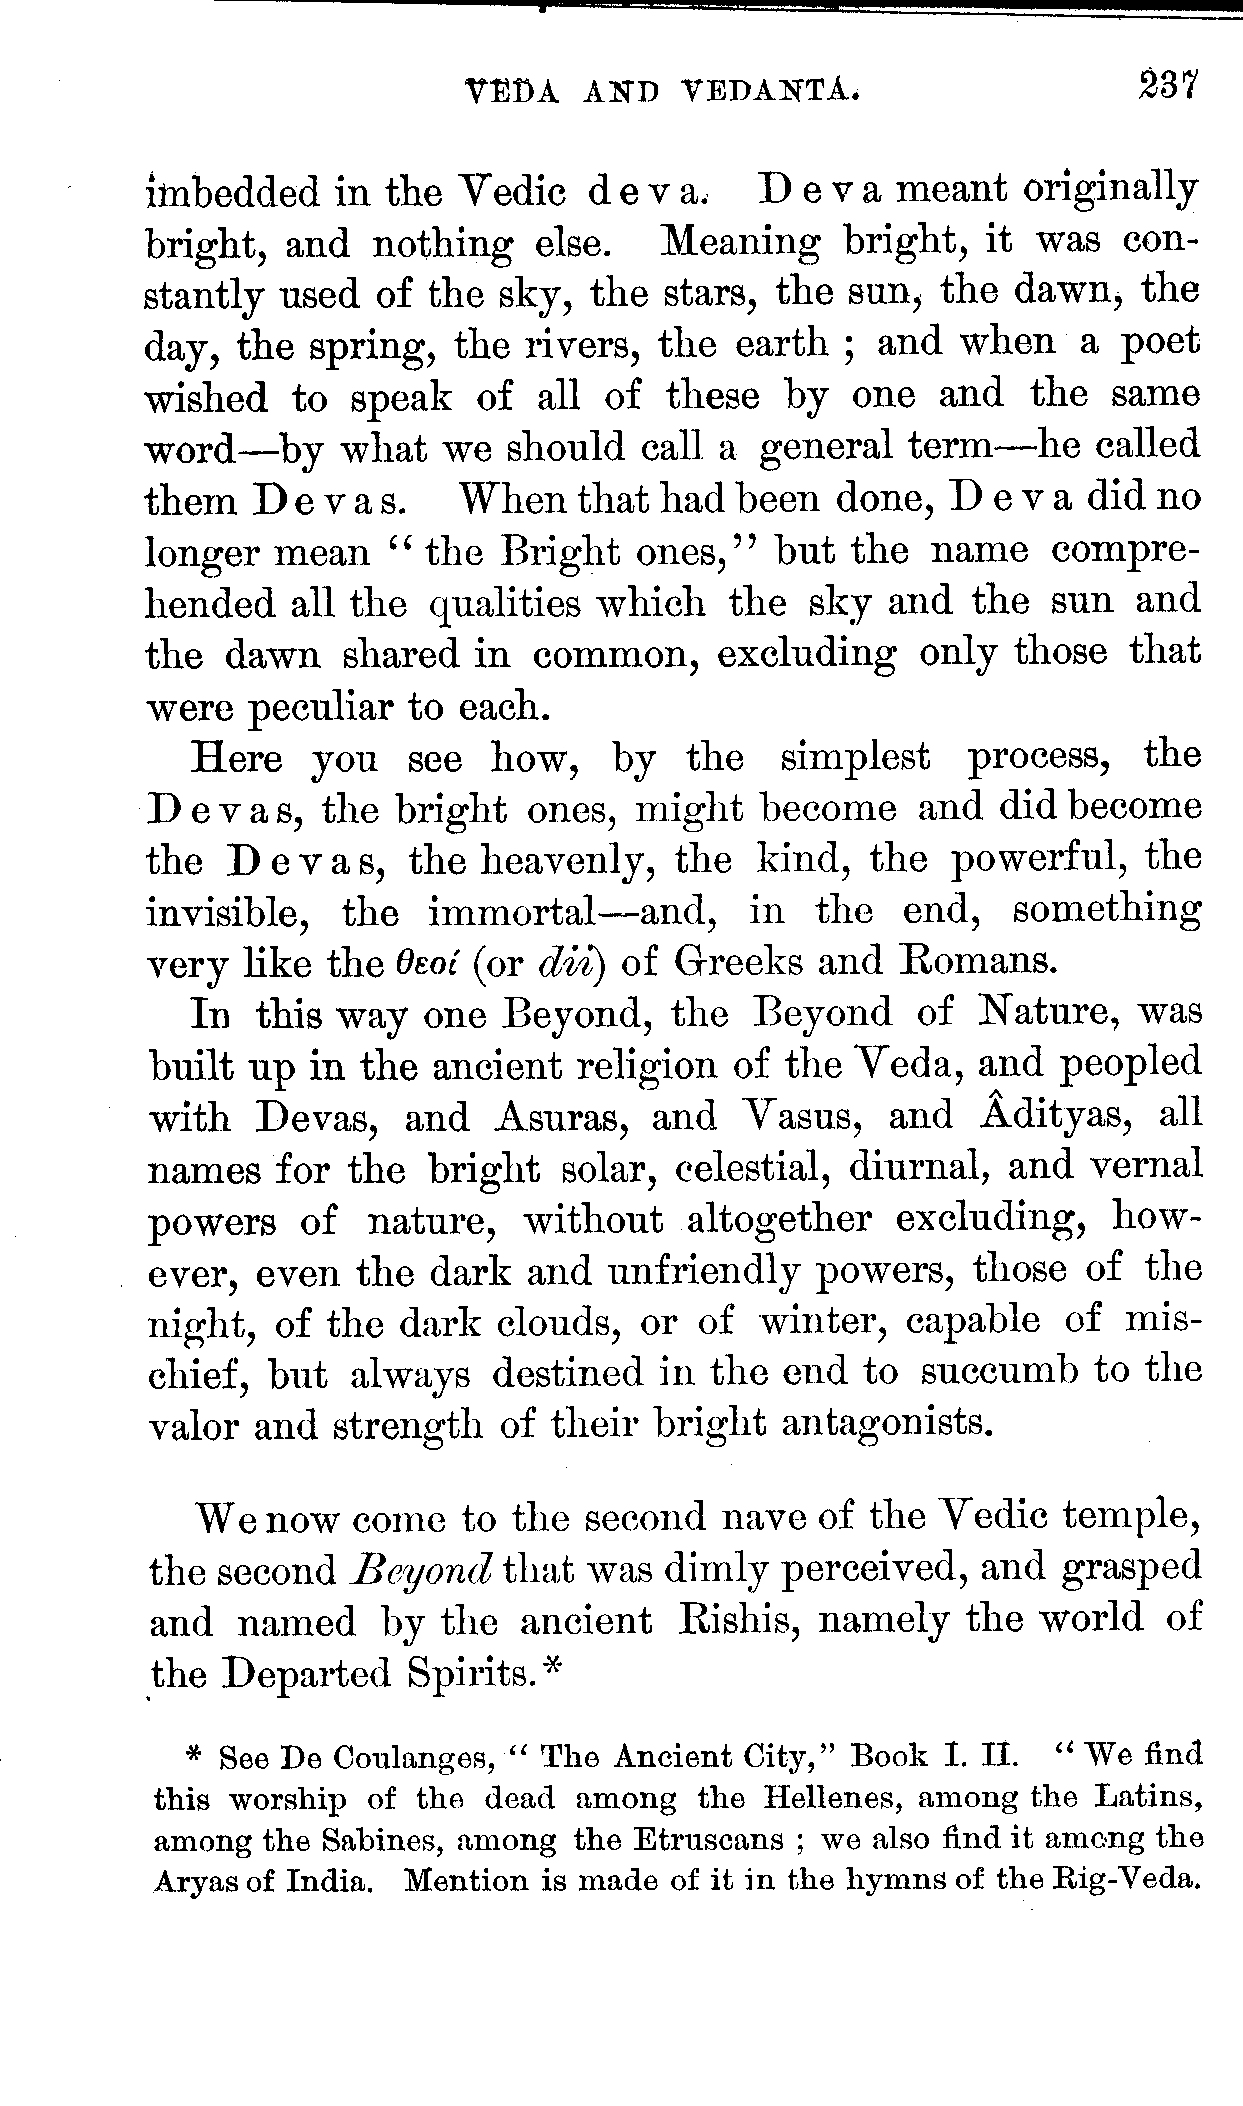 VEDA AND VEDANTA. 237
imbedded in the Vedic deva. Deva meant originally
bright, and nothing else. Meaning bright, it was con-
stantly used of the sky, the stars, the sun, the dawn, the
day, the spring, the rivers, the earth ; and when a poet
wished to speak of all of these by one and the same
word—by what we should call a general term—he called
them Devas. When that had been done, Deva did no
longer mean “ the Bright ones,” but the name compre-
hended all the qualities which the sky and the sun and
the dawn shared in common, excluding only those that
were peculiar to each.
Here you see how, by the simplest process, the
Devas, the bright ones, might become and did become
the Devas, the heavenly, the kind, the powerful, the
invisible, the immortal—and, in the end, something
very like the θεοί (or dii) of Greeks and Romans.
In this way one Beyond, the Beyond of Nature, was
built up in the ancient religion of the Veda, and peopled
with Devas, and Asuras, and Vasus, and Âdityas, all
names for the bright solar, celestial, diurnal, and vernal
powers of nature, without altogether excluding, how-
ever, even the dark and unfriendly powers, those of the
night, of the dark clouds, or of winter, capable of mis-
chief, but always destined in the end to succumb to the
valor and strength of their bright antagonists.
We now come to the second nave of the Vedic temple,
the second Beyond that was dimly perceived, and grasped
and named by the ancient Rishis, namely the world of
the Departed Spirits.*
* See De Coulanges, “ The Ancient City,” Book I. II. “ We find
this worship of the dead among the Hellenes, among the Latins,
among the Sabines, among the Etruscans ; we also find it among the
Aryas of India. Mention is made of it in the hymns of the Rig-Veda.